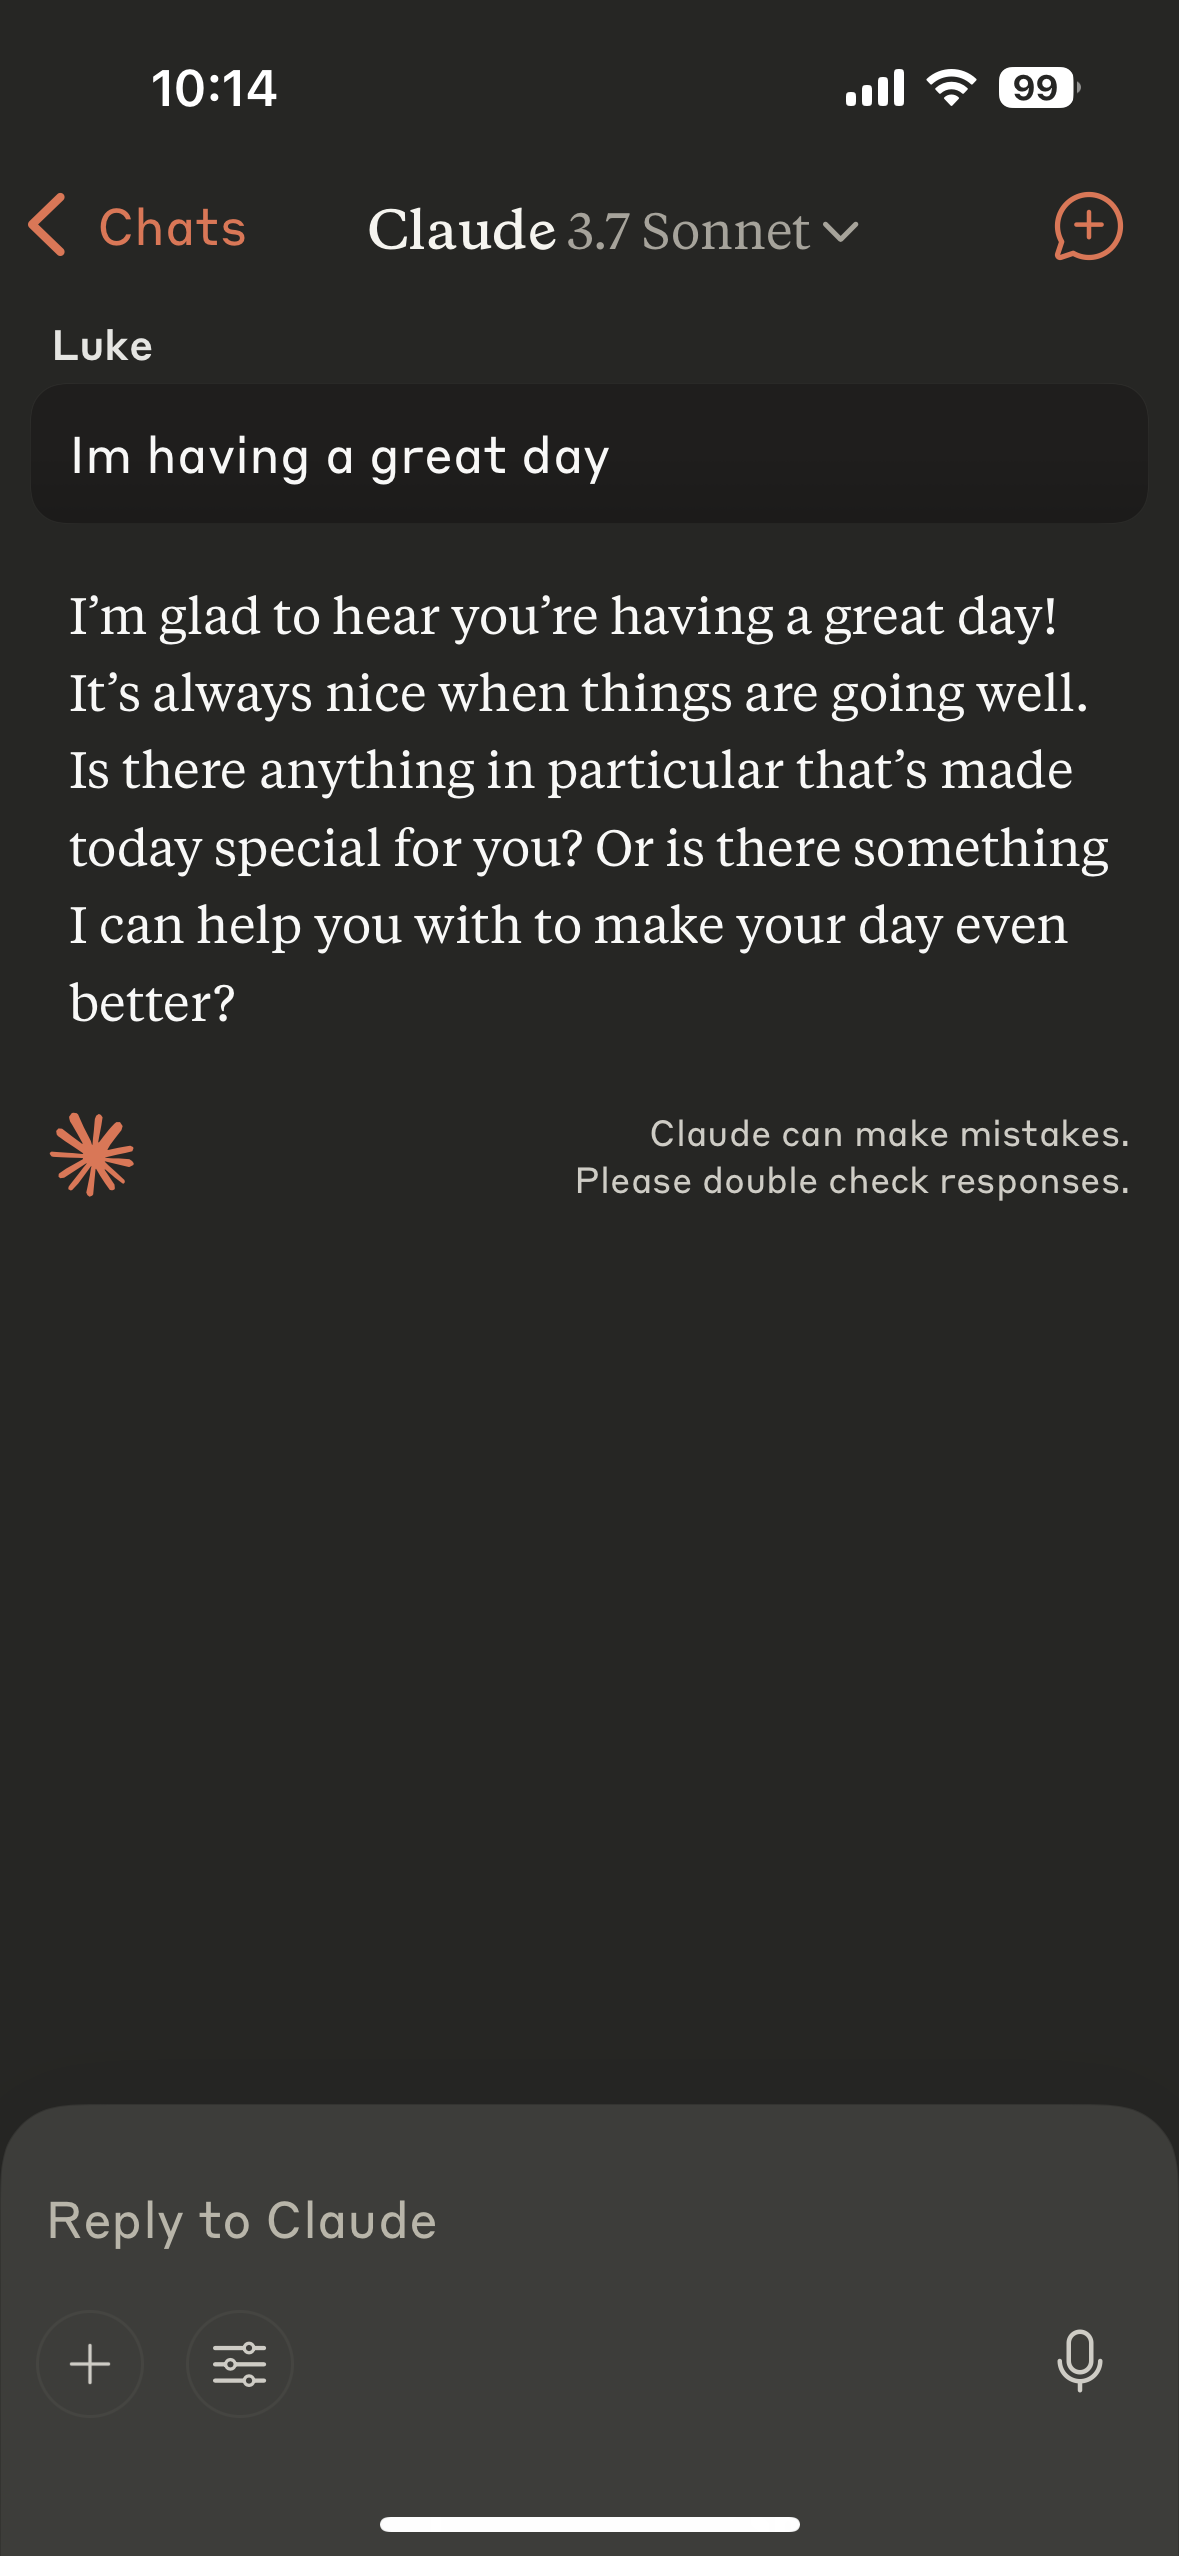 10:14
99
Chats
Claude 3.7 Sonnet
Luke
Im having a great day
I’m glad to hear you’re having a great day!
It’s always nice when things are going well.
Is there anything in particular that’s made
today special for you? Or is there something
I can help you with to make your day even
better?
Claude can make mistakes.
Please double check responses.
Reply to Claude